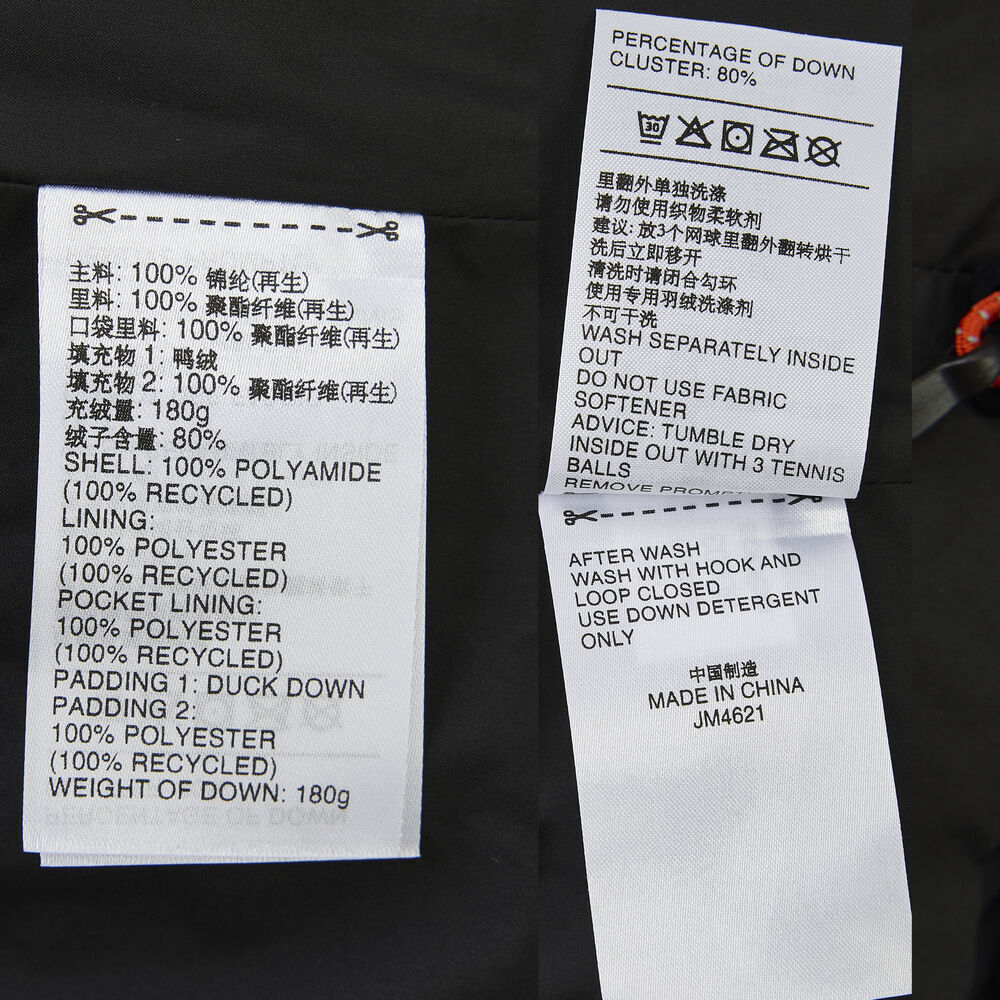 主料: 100% 锦纶(再生)
里料: 100% 聚酯纤维(再生)
口袋里料: 100% 聚酯纤维(再生)
填充物 1: 鸭绒
填充物 2: 100% 聚酯纤维(再生)
充绒量: 180g
绒子含量: 80%
SHELL: 100% POLYAMIDE
(100% RECYCLED)
LINING:
100% POLYESTER
(100% RECYCLED)
POCKET LINING:
100% POLYESTER
(100% RECYCLED)
PADDING 1: DUCK DOWN
PADDING 2:
100% POLYESTER
(100% RECYCLED)
WEIGHT OF DOWN: 180g
PERCENTAGE OF DOWN
CLUSTER: 80%
30
里翻外单独洗涤
请勿使用织物柔软剂
建议: 放3个网球里翻外翻转烘干
洗后立即移开
清洗时请闭合勾环
使用专用羽绒洗涤剂
不可干洗
WASH SEPARATELY INSIDE
OUT
DO NOT USE FABRIC
SOFTENER
ADVICE: TUMBLE DRY
INSIDE OUT WITH 3 TENNIS
BALLS
REMOVE
AFTER WASH
WASH WITH HOOK AND
LOOP CLOSED
USE DOWN DETERGENT
ONLY
中国制造
MADE IN CHINA
JM4621